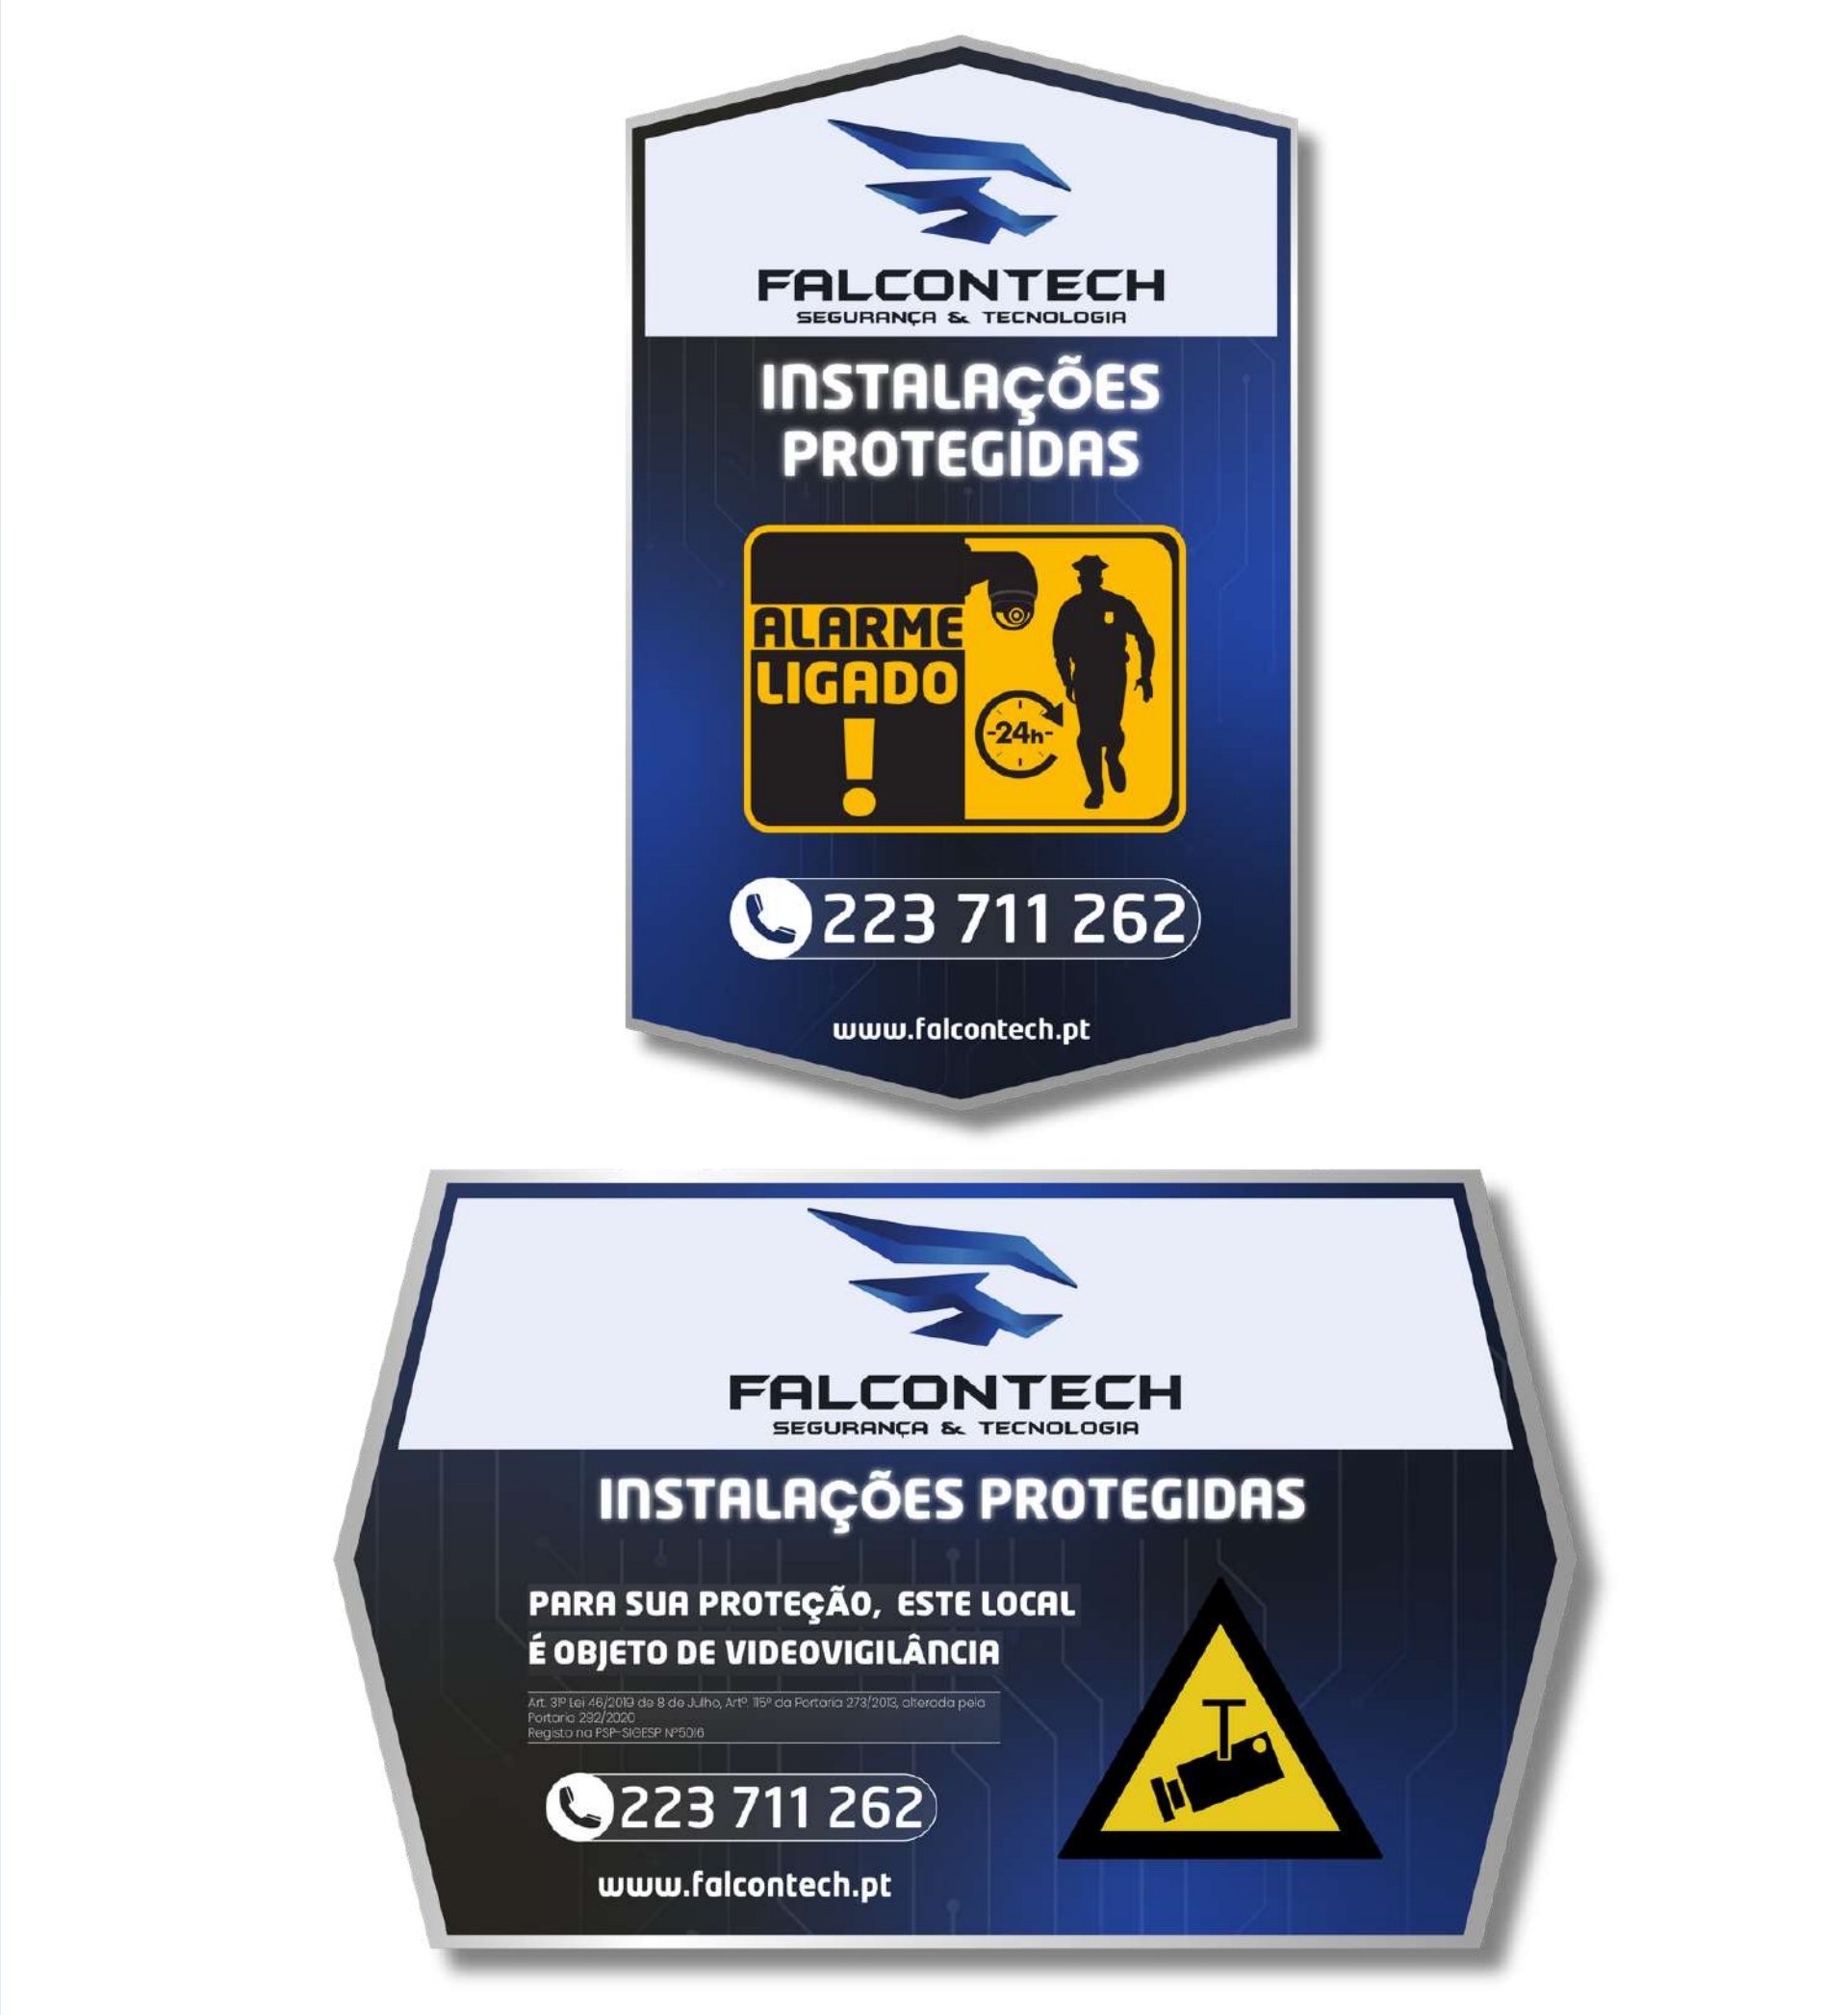 FALCONTECH
SEGURANÇA & TECNOLOGIA
INSTALAÇÕES
PROTEGIDAS
ALARME
LIGADO
!
-24h-
223 711 262
www.falcontech.pt
FALCONTECH
SEGURANÇA & TECNOLOGIA
INSTALAÇÕES PROTEGIDAS
PARA SUA PROTEÇÃO, ESTE LOCAL
É OBJETO DE VIDEOVIGILÂNCIA
Art. 31º Lei 46/2019 de 8 de Julho, Artº. 115º da Portaria 273/2013, alterada pela
Portaria 292/2020
Registo na PSP-SIGESP Nº5016
223 711 262
www.falcontech.pt